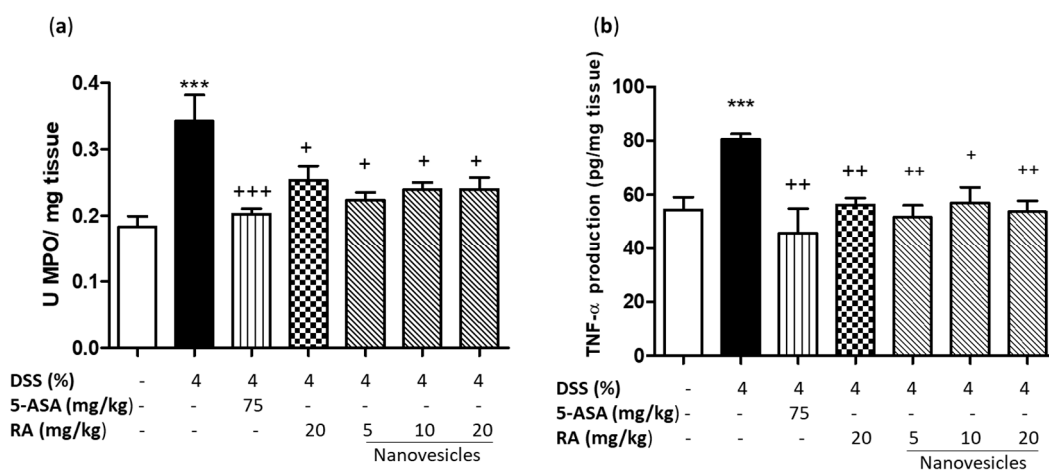 (a)
U MPO/ mg tissue
0.4
0.3
0.2
0.1
0.0
***
+++
+
+
+
+
DSS (%) - 4 4 4 4 4 4
5-ASA (mg/kg) - - 75 - - - -
RA (mg/kg) - - - 20 5 10 20
Nanovesicles
(b)
TNF-α production (pg/mg tissue)
100
80
60
40
20
0
***
++
++
++
+
++
DSS (%) - 4 4 4 4 4 4
5-ASA (mg/kg) - - 75 - - - -
RA (mg/kg) - - - 20 5 10 20
Nanovesicles